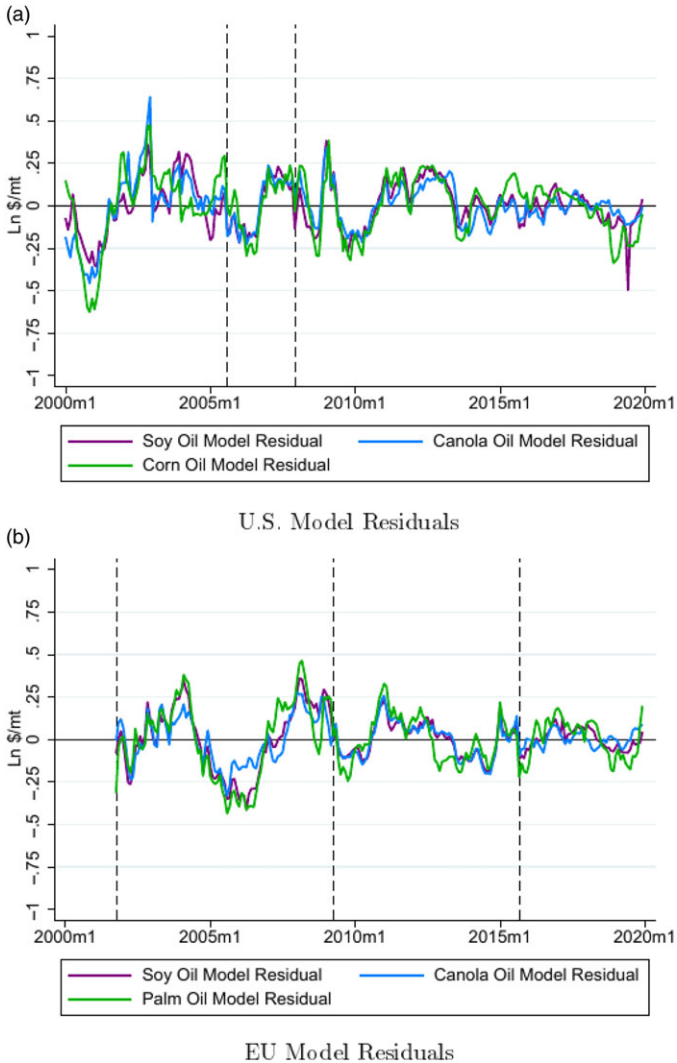 (a)
1
.75
.5
.25
0
-.25
-.5
-.75
-1
Ln $/mt
2000m1 2005m1 2010m1 2015m1 2020m1
Soy Oil Model Residual Canola Oil Model Residual
Corn Oil Model Residual
U.S. Model Residuals
(b)
1
.75
.5
.25
0
-.25
-.5
-.75
-1
Ln $/mt
2000m1 2005m1 2010m1 2015m1 2020m1
Soy Oil Model Residual Canola Oil Model Residual
Palm Oil Model Residual
EU Model Residuals